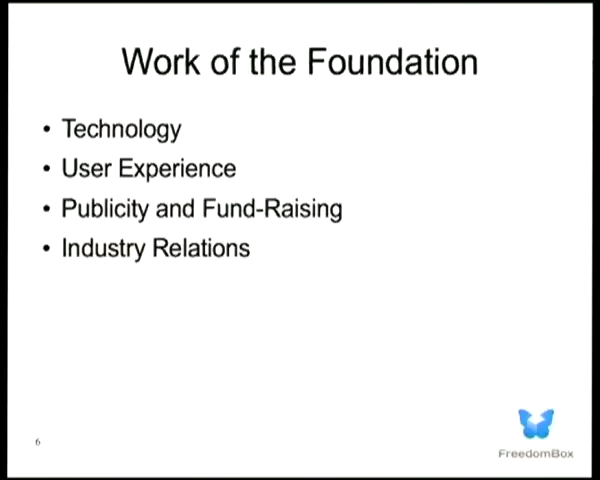 Work of the Foundation
• Technology
• User Experience
• Publicity and Fund-Raising
• Industry Relations
6
FreedomBox